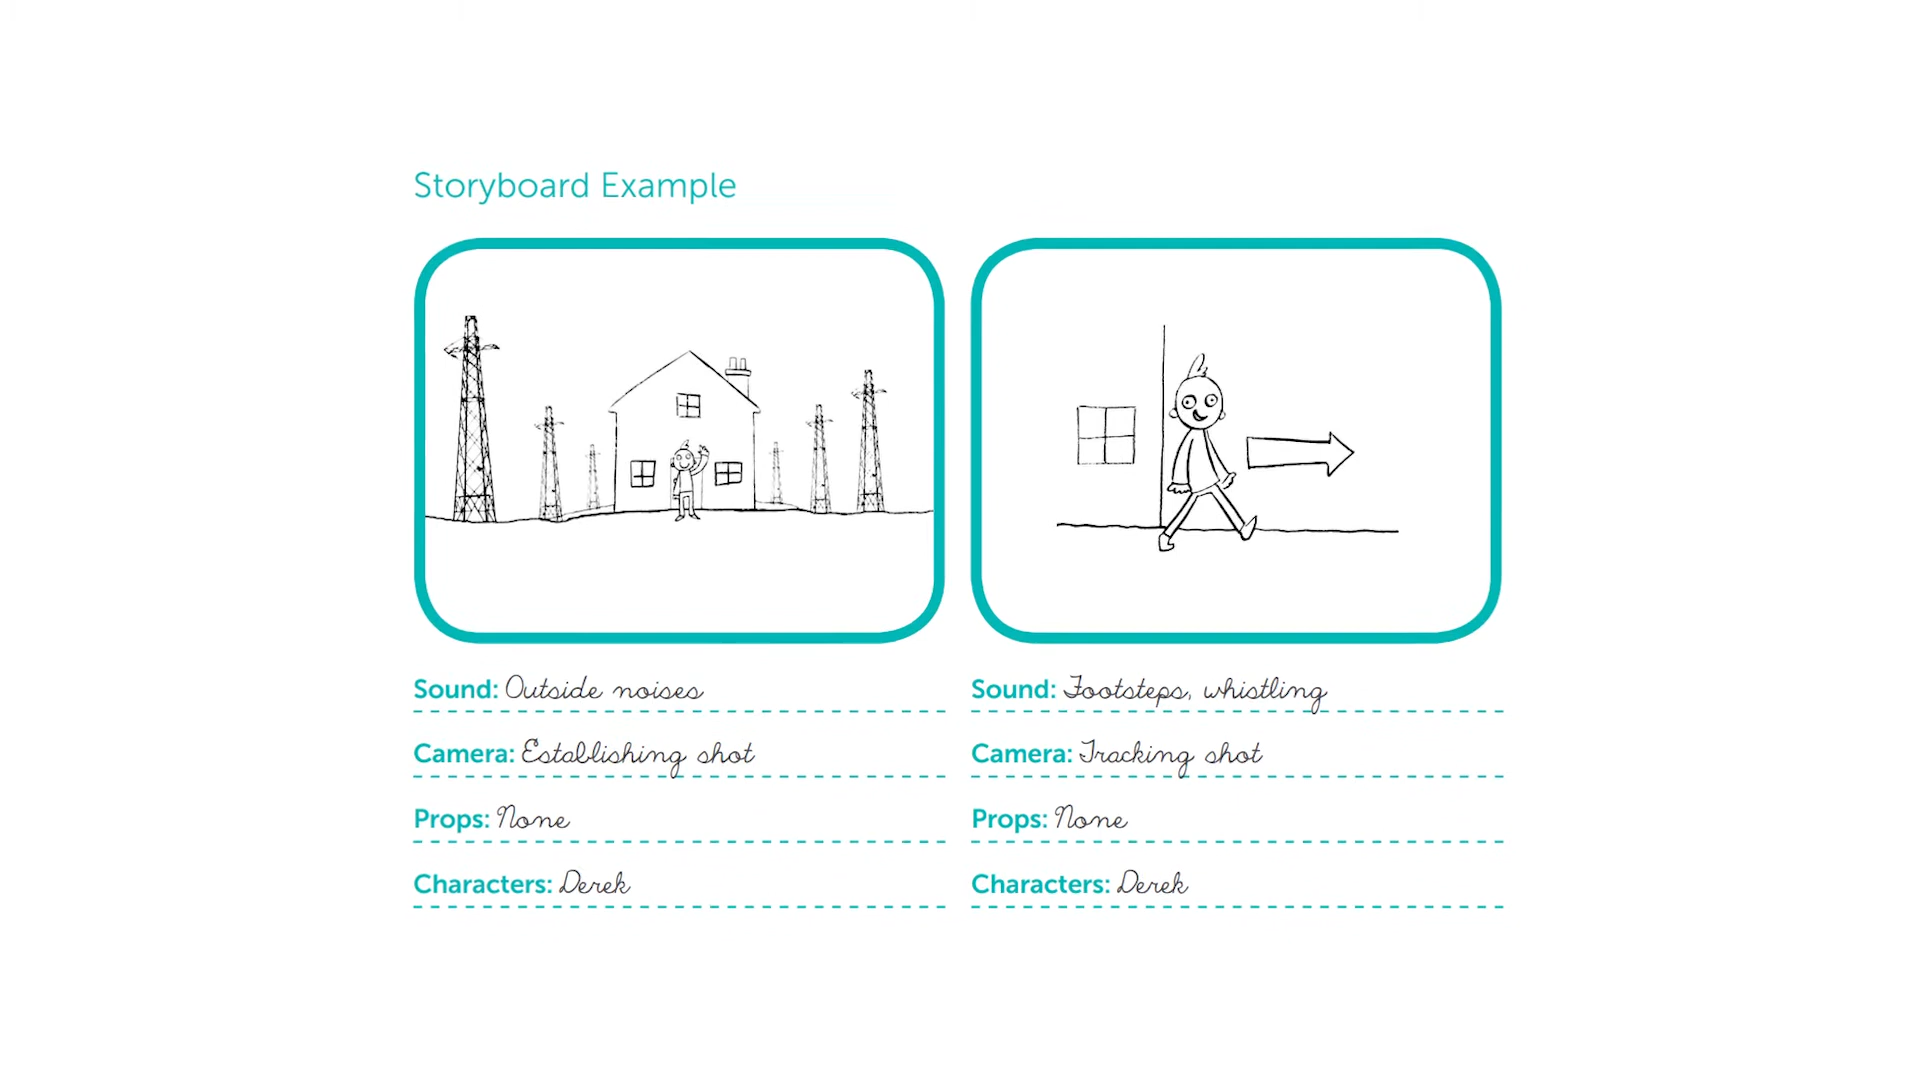 Storyboard Example
Sound: Outside noises
Camera: Establishing shot
Props: None
Characters: Derek
Sound: Footsteps, whistling
Camera: Tracking shot
Props: None
Characters: Derek